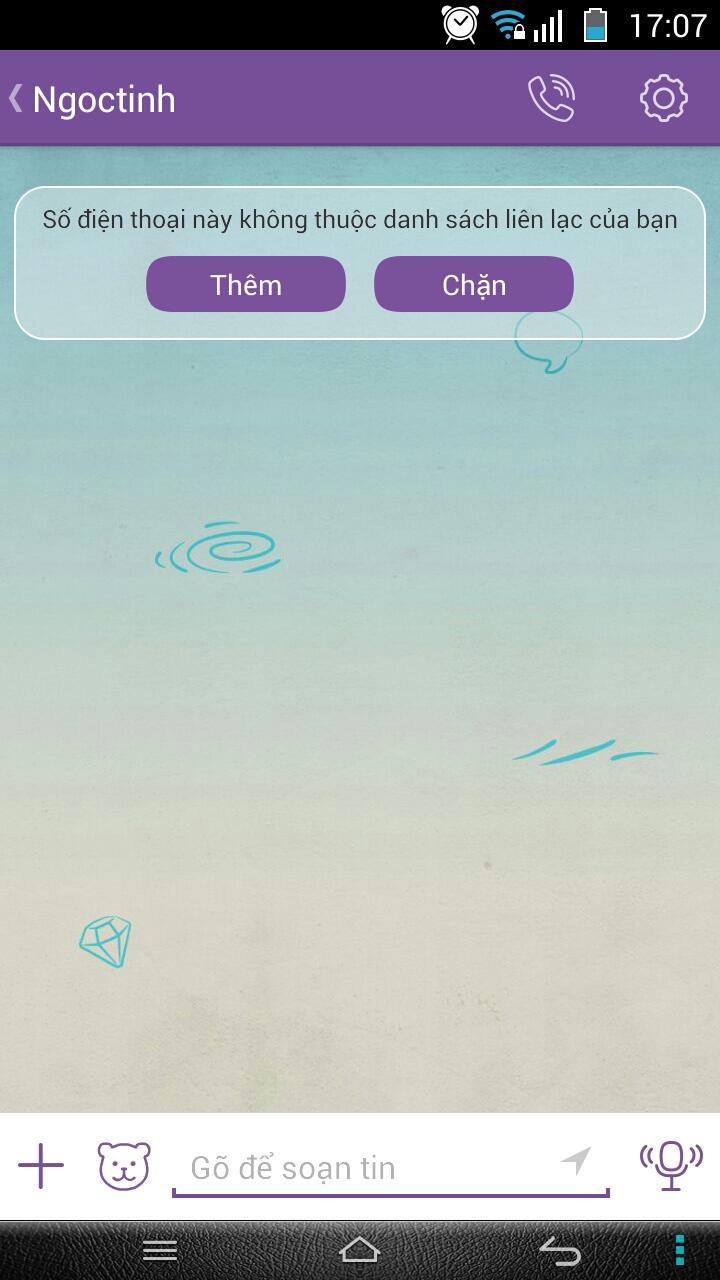 17:07
Ngoctinh
Số điện thoại này không thuộc danh sách liên lạc của bạn
Thêm
Chặn
Gõ để soạn tin